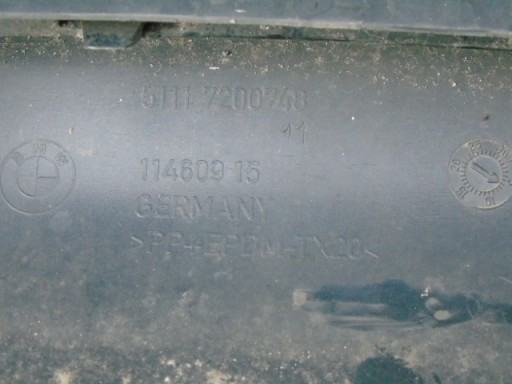 5111 7200748
11
114609-15
GERMANY
>PP+EPDM-TX20<